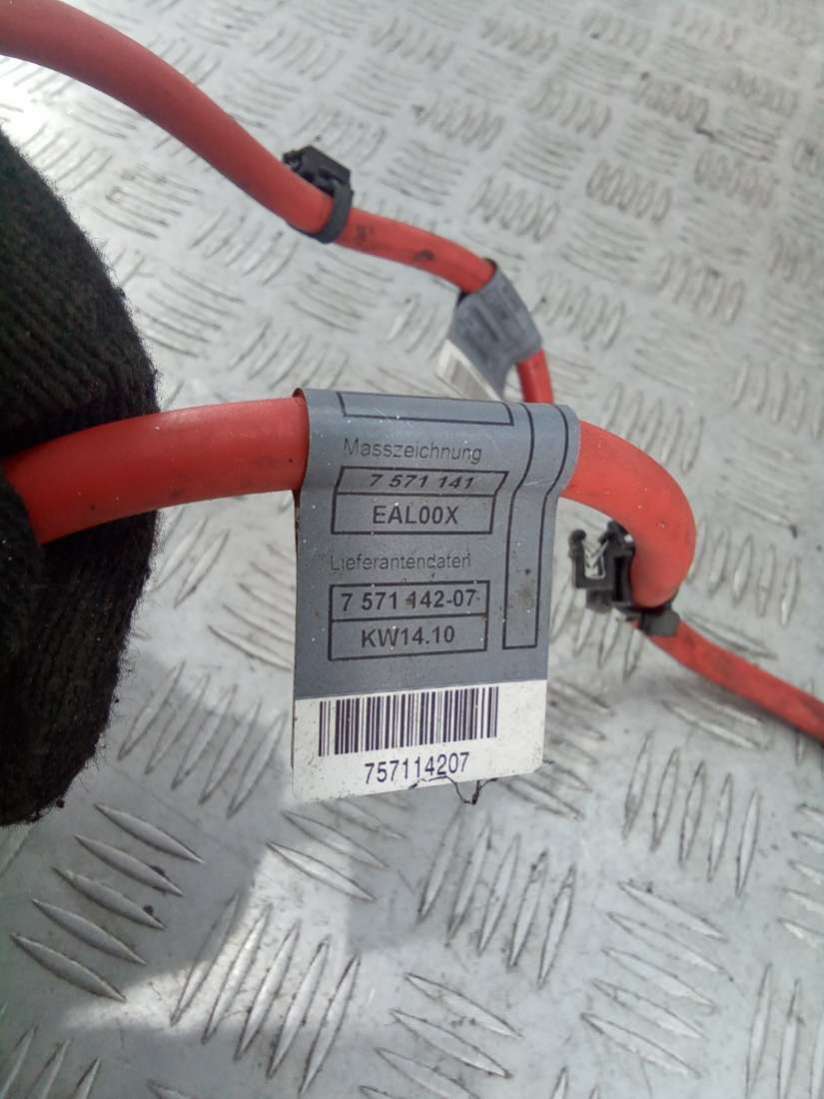 Masszeichnung
7 571 141
EAL00X
Lieferantendaten
7 571 142-07
KW14.10
757114207